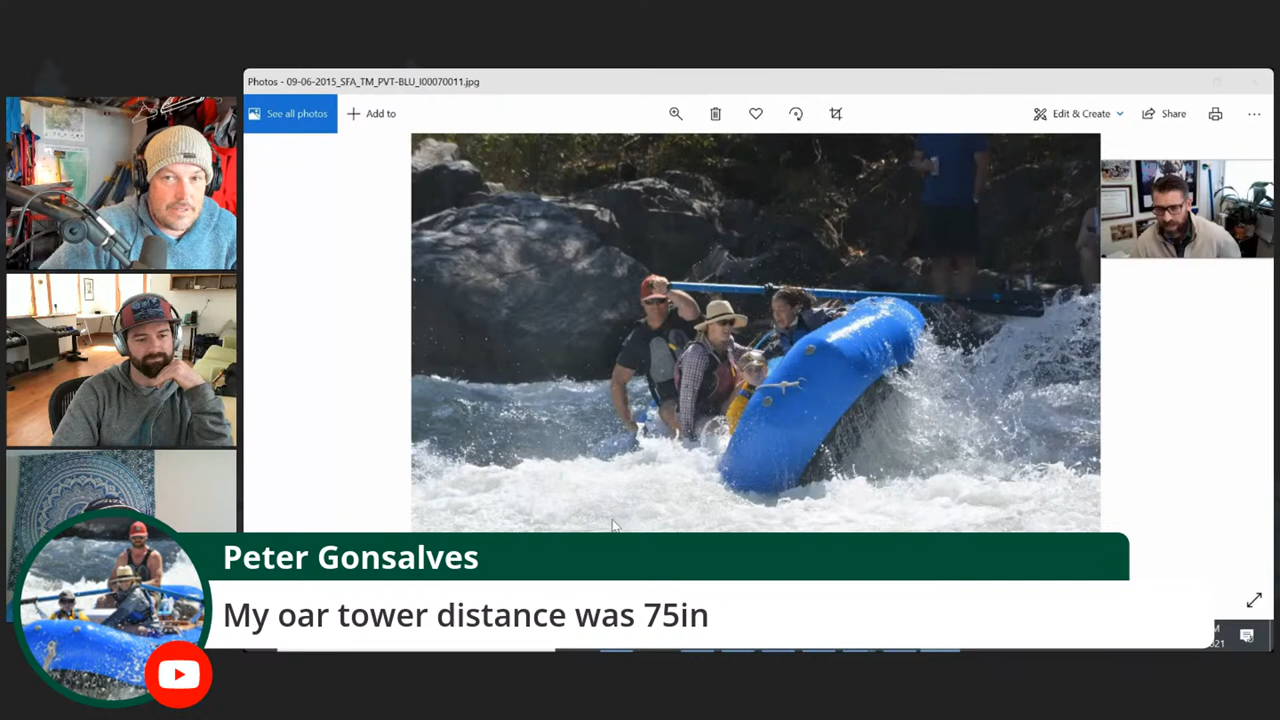 Photos - 09-06-2015_SFA_TM_PVT-BLU_I00070011.jpg
See all photos
Add to
Edit & Create
Share
Peter Gonsalves
My oar tower distance was 75in
M
021